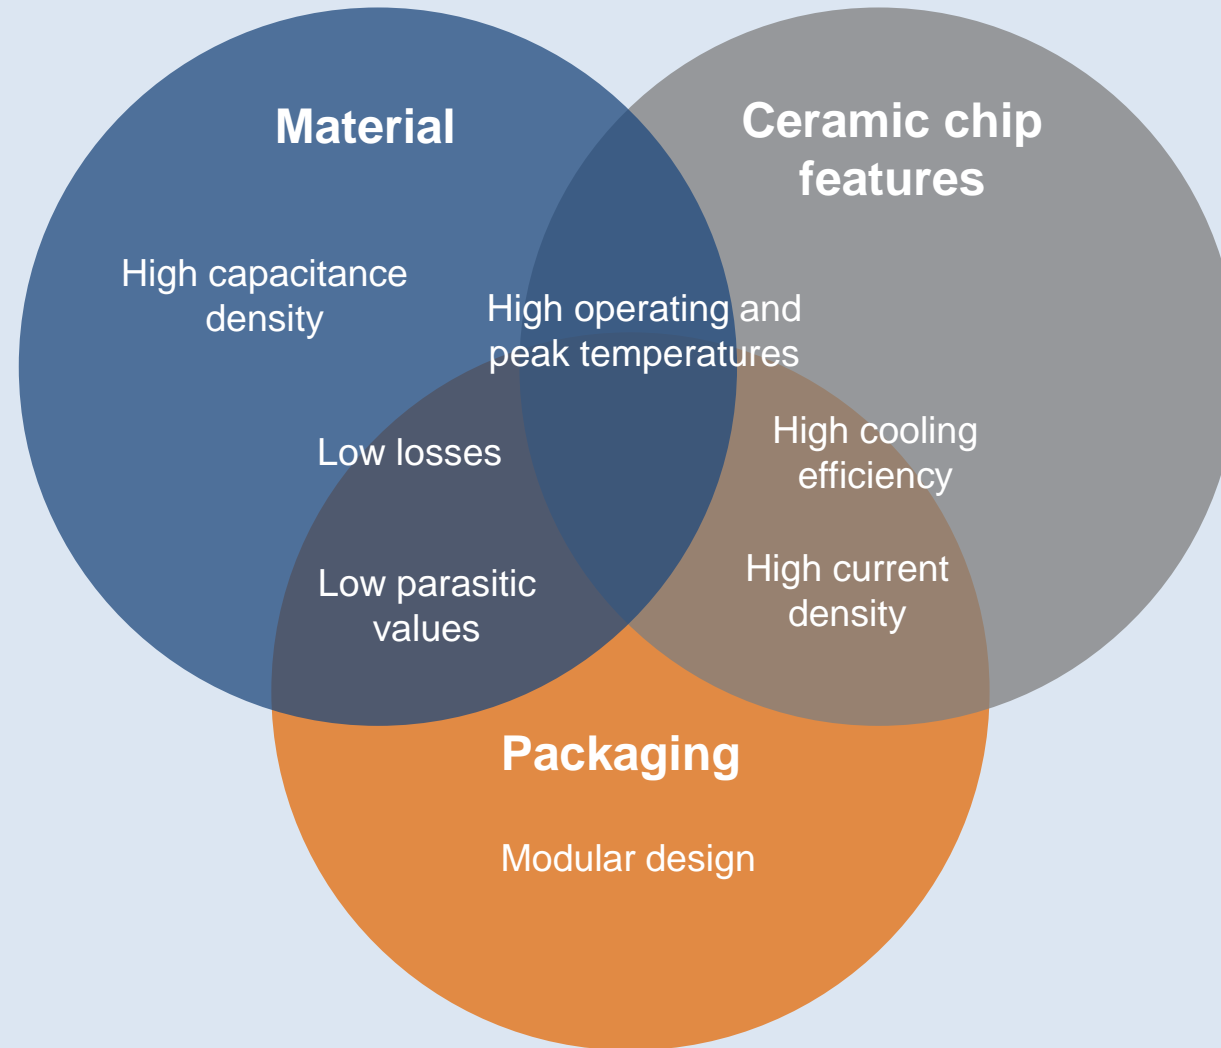 Material
Ceramic chip
features
High capacitance
density
High operating and
peak temperatures
Low losses
High cooling
efficiency
Low parasitic
values
High current
density
Packaging
Modular design